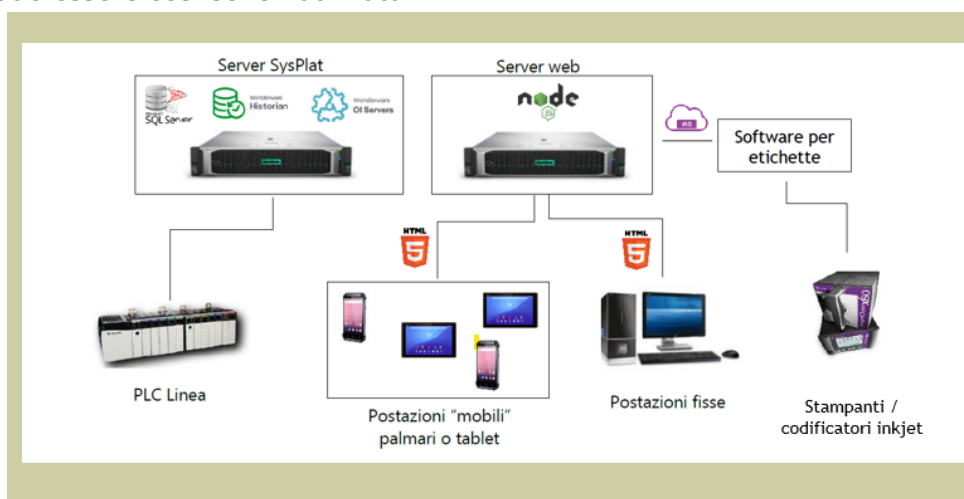 Server SysPlat
Server web
SQL Server
Wonderware
Historian
Wonderware
OI Servers
node
JS
WS
Software per
etichette
HTML
5
HTML
5
PLC Linea
Postazioni “mobili”
palmari o tablet
Postazioni fisse
Stampanti /
codificatori inkjet